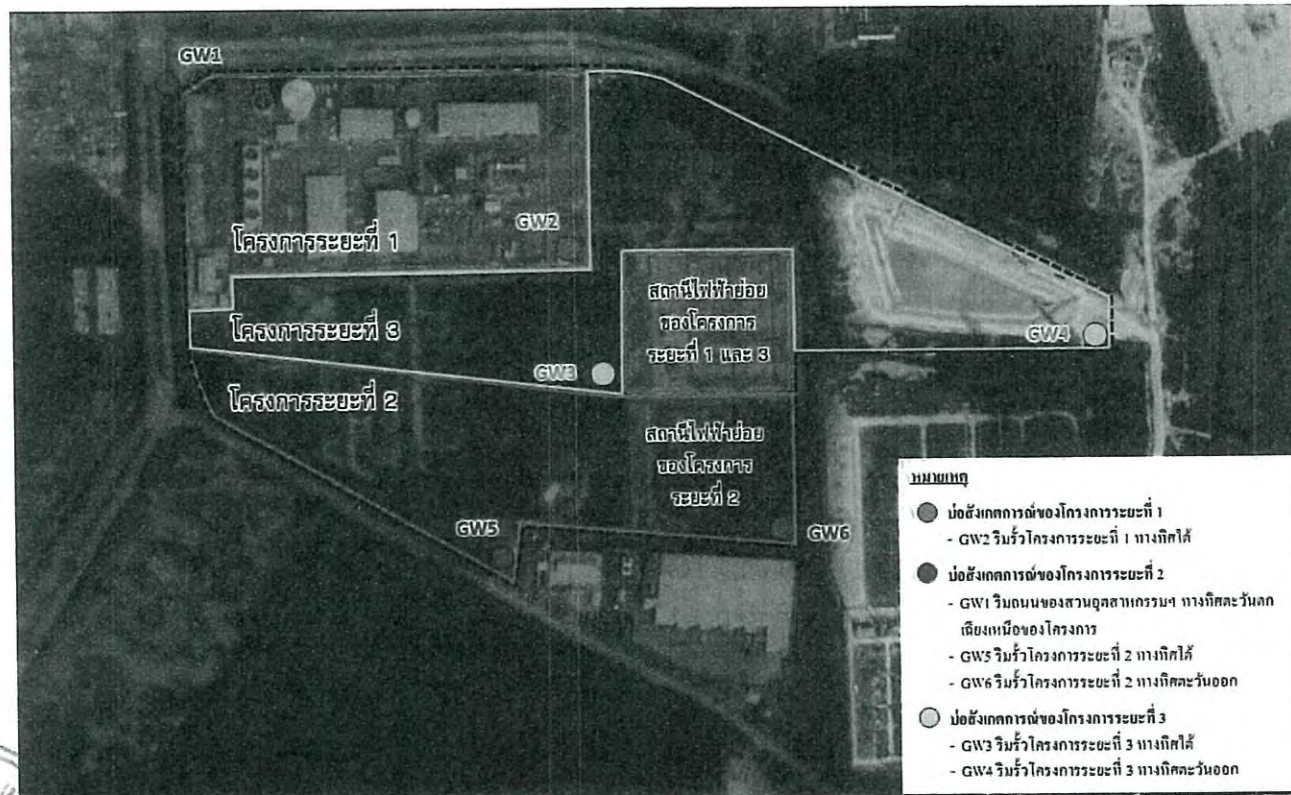 GW1
GW2
โครงการระยะที่ 1
สถานีไฟฟ้าย่อย
ของโครงการ
ระยะที่ 1 และ 3
โครงการระยะที่ 3
GW3
GW4
โครงการระยะที่ 2
สถานีไฟฟ้าย่อย
ของโครงการ
ระยะที่ 2
GW5
GW6
หมายเหตุ
บ่อสังเกตการณ์ของโครงการระยะที่ 1
- GW2 ริมรั้วโครงการระยะที่ 1 ทางทิศใต้
บ่อสังเกตการณ์ของโครงการระยะที่ 2
- GW1 ริมถนนของสวนอุตสาหกรรมฯ ทางทิศตะวันตก
เฉียงเหนือของโครงการ
- GW5 ริมรั้วโครงการระยะที่ 2 ทางทิศใต้
- GW6 ริมรั้วโครงการระยะที่ 2 ทางทิศตะวันออก
บ่อสังเกตการณ์ของโครงการระยะที่ 3
- GW3 ริมรั้วโครงการระยะที่ 3 ทางทิศใต้
- GW4 ริมรั้วโครงการระยะที่ 3 ทางทิศตะวันออก